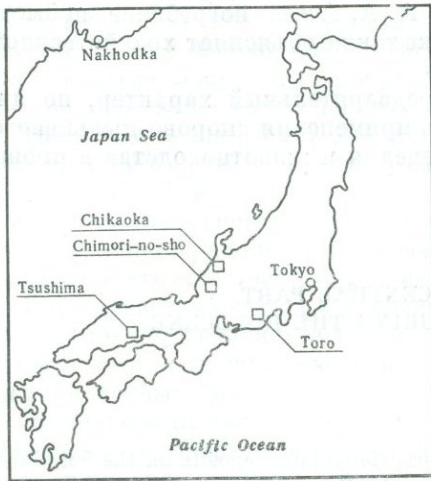 Nakhodka
Japan Sea
Chikaoka
Chimori-no-sho
Tsushima
Tokyo
Toro
Pacific Ocean